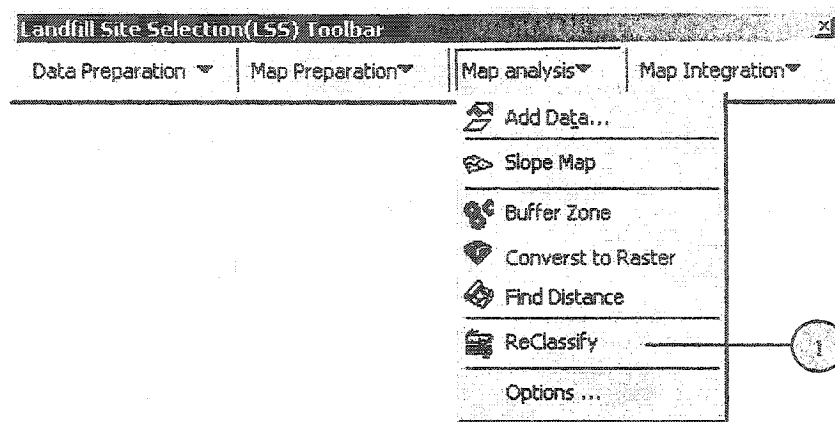 Landfill Site Selection(LSS) Toolbar
Data Preparation Map Preparation Map analysis Map Integration
Add Data...
Slope Map
Buffer Zone
Converst to Raster
Find Distance
ReClassify
1
Options ...